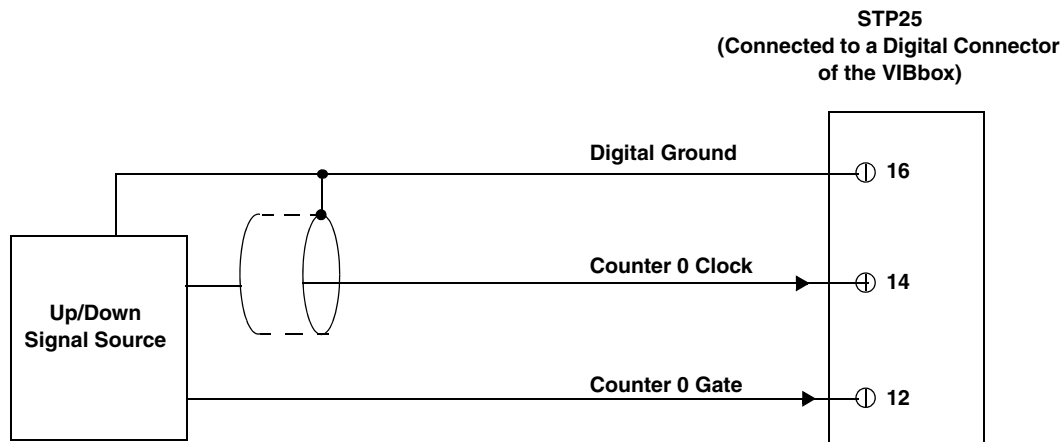 STP25
(Connected to a Digital Connector
of the VIBbox)
Digital Ground
16
Counter 0 Clock
14
Up/Down
Signal Source
Counter 0 Gate
12